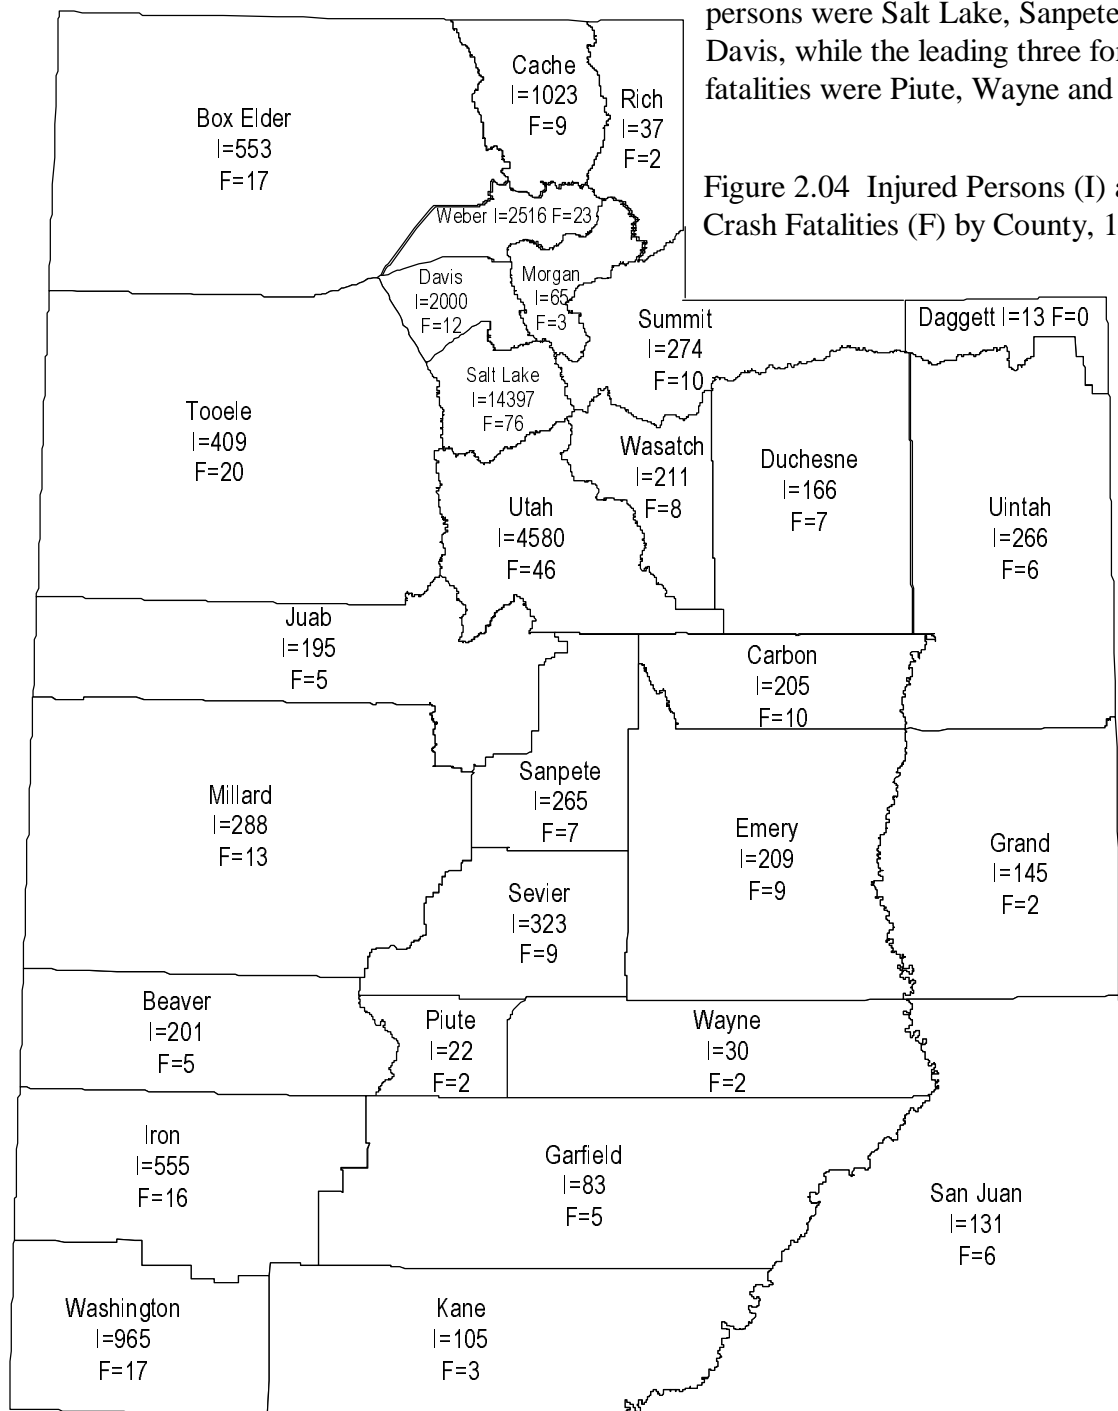 persons were Salt Lake, Sanpete
Davis, while the leading three for
fatalities were Piute, Wayne and
Figure 2.04 Injured Persons (I)
Crash Fatalities (F) by County, 1
Cache
I=1023
F=9
Rich
I=37
F=2
Box Elder
I=553
F=17
Weber I=2516 F=23
Davis
I=2000
F=12
Morgan
I=65
F=3
Summit
I=274
F=10
Daggett I=13 F=0
Salt Lake
I=14397
F=76
Tooele
I=409
F=20
Wasatch
I=211
F=8
Duchesne
I=166
F=7
Utah
I=4580
F=46
Uintah
I=266
F=6
Juab
I=195
F=5
Carbon
I=205
F=10
Sanpete
I=265
F=7
Millard
I=288
F=13
Emery
I=209
F=9
Grand
I=145
F=2
Sevier
I=323
F=9
Beaver
I=201
F=5
Piute
I=22
F=2
Wayne
I=30
F=2
Iron
I=555
F=16
Garfield
I=83
F=5
San Juan
I=131
F=6
Washington
I=965
F=17
Kane
I=105
F=3